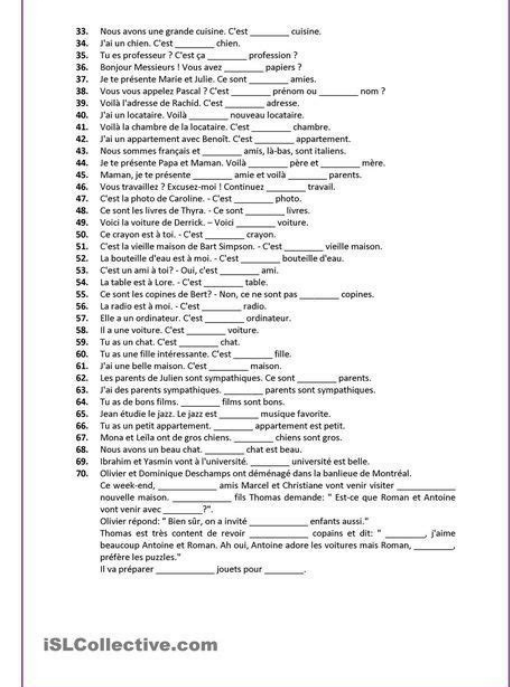 33. Nous avons une grande cuisine. C'est ________ cuisine.
34. J'ai un chien. C'est ________ chien.
35. Tu es professeur ? C'est ça ________ profession ?
36. Bonjour Messieurs ! Vous avez ________ papiers ?
37. Je te présente Marie et Julie. Ce sont ________ amies.
38. Vous vous appelez Pascal ? C'est ________ prénom ou ________ nom ?
39. Voilà l'adresse de Rachid. C'est ________ adresse.
40. J'ai un locataire. Voilà ________ nouveau locataire.
41. Voilà la chambre de la locataire. C'est ________ chambre.
42. J'ai un appartement avec Benoît. C'est ________ appartement.
43. Nous sommes français et ________ amis, là-bas, sont italiens.
44. Je te présente Papa et Maman. Voilà ________ père et ________ mère.
45. Maman, je te présente ________ amie et voilà ________ parents.
46. Vous travaillez ? Excusez-moi ! Continuez ________ travail.
47. C'est la photo de Caroline. - C'est ________ photo.
48. Ce sont les livres de Thyra. - Ce sont ________ livres.
49. Voici la voiture de Derrick. – Voici ________ voiture.
50. Ce crayon est à toi. - C'est ________ crayon.
51. C'est la vieille maison de Bart Simpson. - C'est ________ vieille maison.
52. La bouteille d'eau est à moi. - C'est ________ bouteille d'eau.
53. C'est un ami à toi? - Oui, c'est ________ ami.
54. La table est à Lore. - C'est ________ table.
55. Ce sont les copines de Bert? - Non, ce ne sont pas ________ copines.
56. La radio est à moi. - C'est ________ radio.
57. Elle a un ordinateur. C'est ________ ordinateur.
58. Il a une voiture. C'est ________ voiture.
59. Tu as un chat. C'est ________ chat.
60. Tu as une fille intéressante. C'est ________ fille.
61. J'ai une belle maison. C'est ________ maison.
62. Les parents de Julien sont sympathiques. Ce sont ________ parents.
63. J'ai des parents sympathiques. ________ parents sont sympathiques.
64. Tu as de bons films. ________ films sont bons.
65. Jean étudie le jazz. Le jazz est ________ musique favorite.
66. Tu as un petit appartement. ________ appartement est petit.
67. Mona et Leïla ont de gros chiens. ________ chiens sont gros.
68. Nous avons un beau chat. ________ chat est beau.
69. Ibrahim et Yasmin vont à l'université. ________ université est belle.
70. Olivier et Dominique Deschamps ont déménagé dans la banlieue de Montréal.
Ce week-end, ____________ amis Marcel et Christiane vont venir visiter ____________
nouvelle maison. ____________ fils Thomas demande: " Est-ce que Roman et Antoine
vont venir avec ________?".
Olivier répond: " Bien sûr, on a invité ____________ enfants aussi."
Thomas est très content de revoir ____________ copains et dit: " ________, j'aime
beaucoup Antoine et Roman. Ah oui, Antoine adore les voitures mais Roman, ________,
préfère les puzzles."
Il va préparer ____________ jouets pour ________.
iSLCollective.com